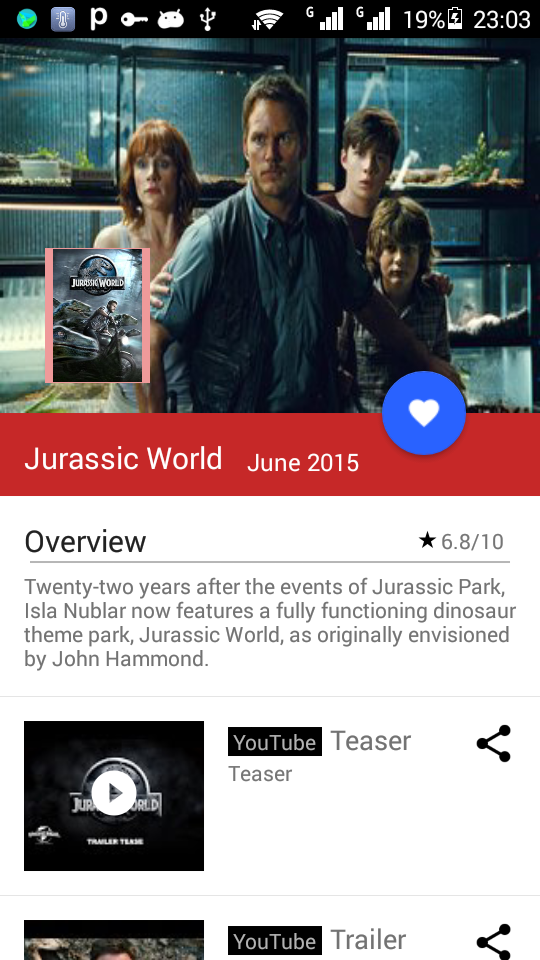 G G 19% 23:03
JURASSIC WORLD
Jurassic World June 2015
Overview ★ 6.8/10
Twenty-two years after the events of Jurassic Park,
Isla Nublar now features a fully functioning dinosaur
theme park, Jurassic World, as originally envisioned
by John Hammond.
YouTube Teaser
Teaser
TRAILER TEASE
YouTube Trailer